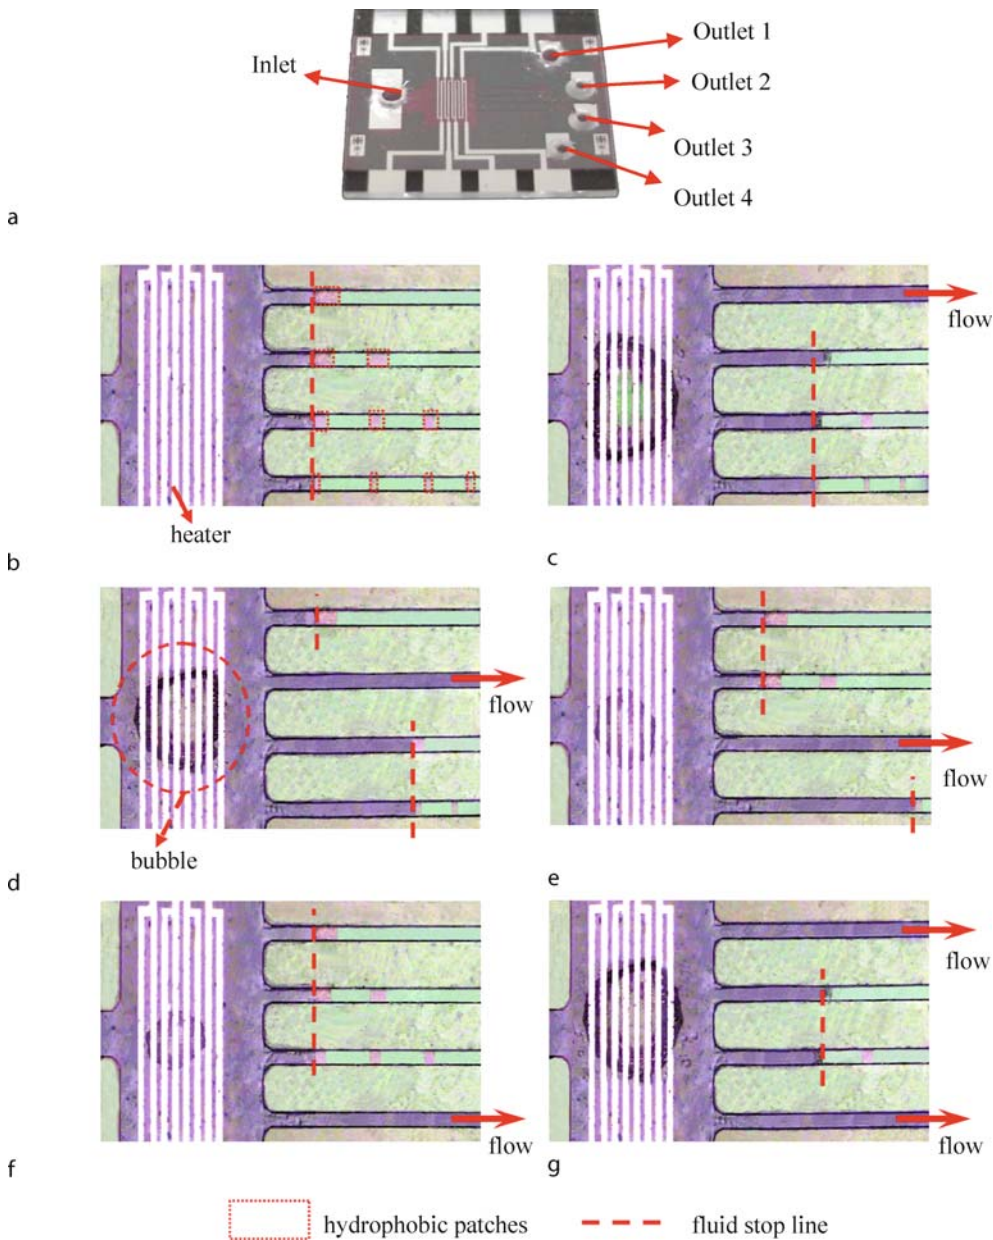 Outlet 1
Inlet
Outlet 2
Outlet 3
Outlet 4
a
flow
heater
b
c
flow
flow
bubble
d
e
flow
flow
flow
f
g
hydrophobic patches
fluid stop line